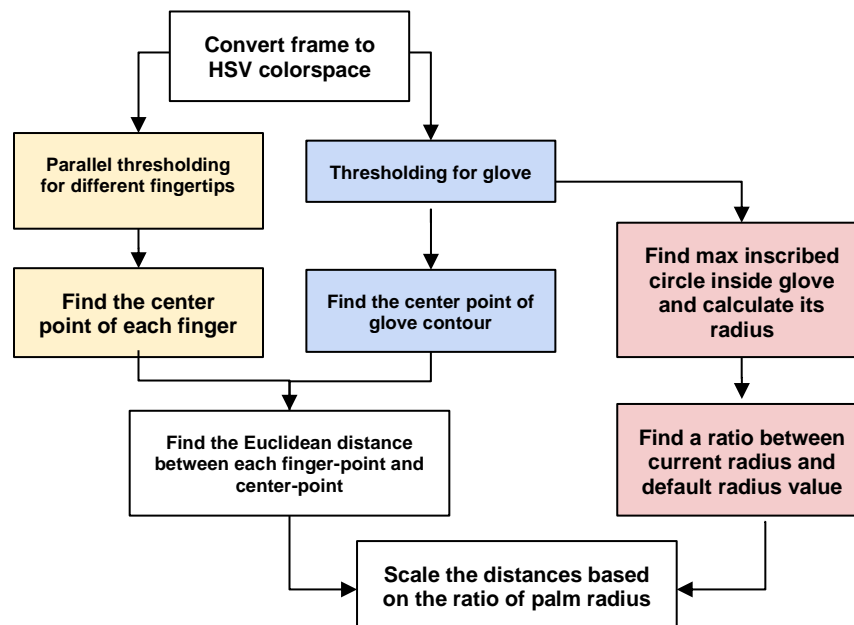 Convert frame to
HSV colorspace
Parallel thresholding
for different fingertips
Thresholding for glove
Find max inscribed
circle inside glove
and calculate its
radius
Find the center
point of each finger
Find the center point of
glove contour
Find the Euclidean distance
between each finger-point and
center-point
Find a ratio between
current radius and
default radius value
Scale the distances based
on the ratio of palm radius